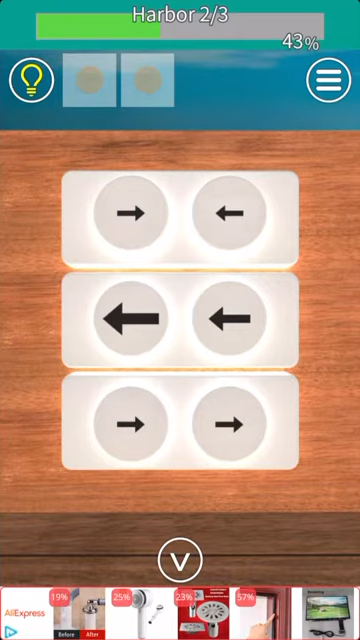 Harbor 2/3
43%
19%
25%
23%
57%
AliExpress
Before
After